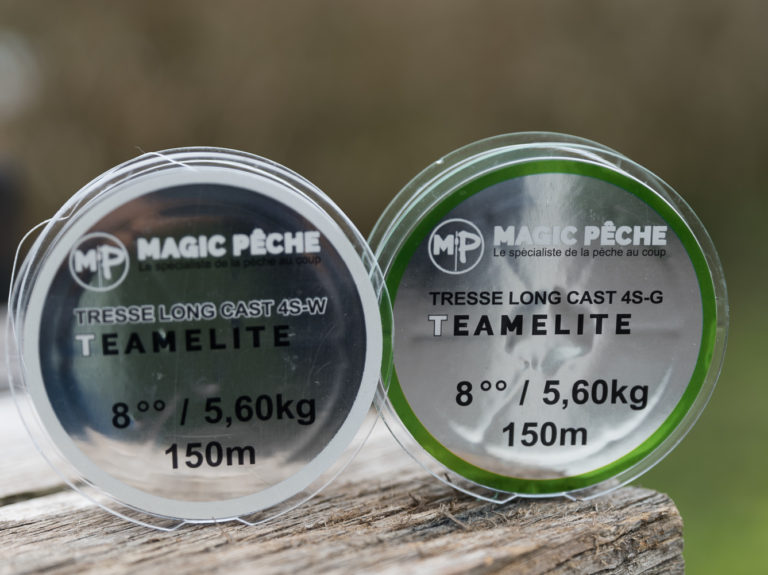 MP MAGIC PÊCHE
Le spécialiste de la pêche au coup
TRESSE LONG CAST 4S-W
TEAMELITE
8°° / 5,60kg
150m
MP MAGIC PÊCHE
Le spécialiste de la pêche au coup
TRESSE LONG CAST 4S-G
TEAMELITE
8°° / 5,60kg
150m